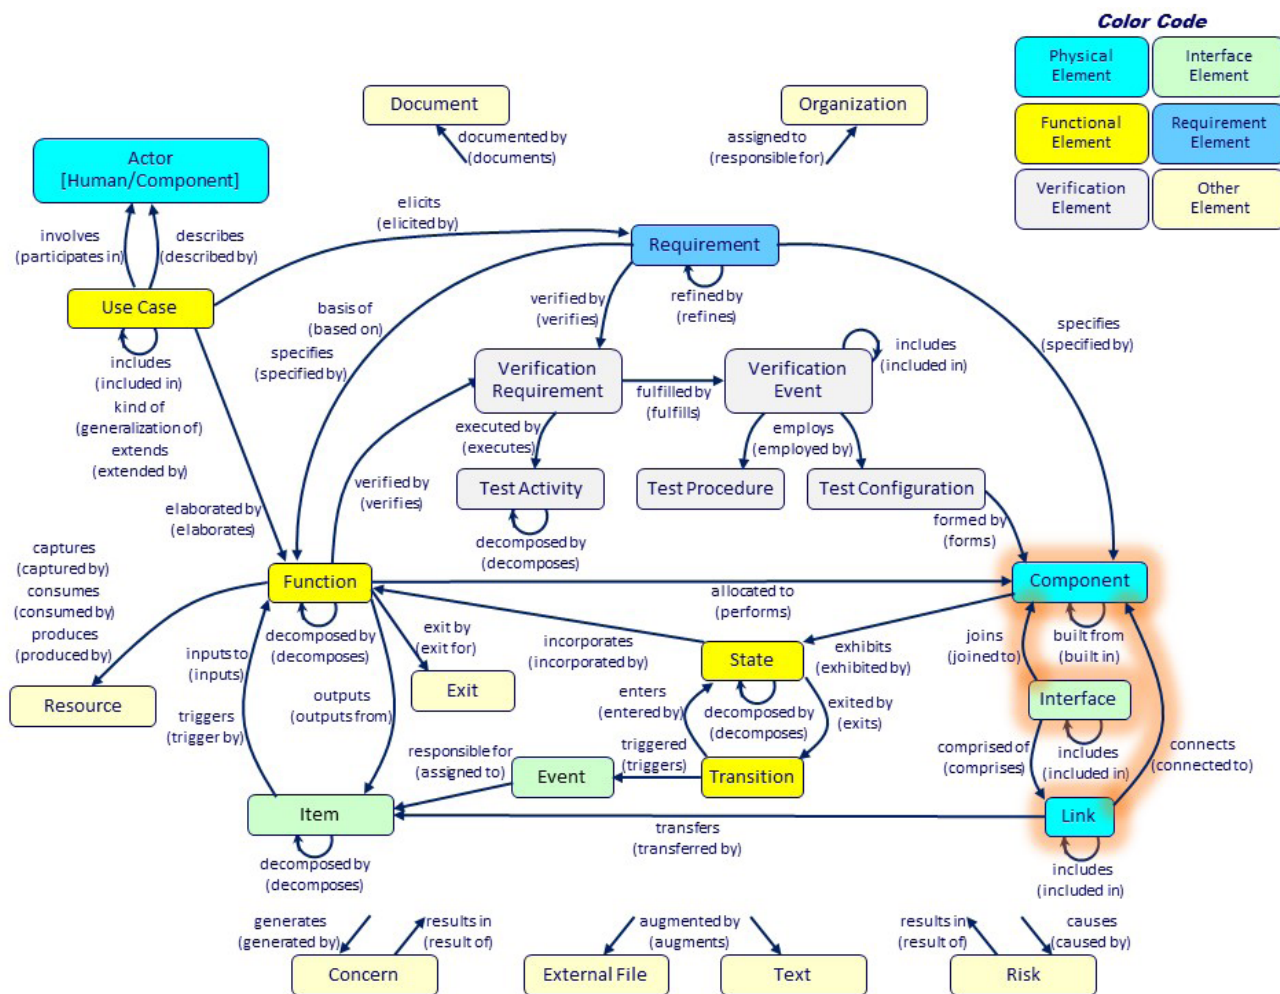 Color Code
Physical
Element
Interface
Element
Functional
Element
Requirement
Element
Verification
Element
Other
Element
Document
documented by
(documents)
Organization
assigned to
(responsible for)
Actor
[Human/Component]
involves
(participates in)
describes
(described by)
elicits
(elicited by)
Requirement
refined by
(refines)
Use Case
includes
(included in)
kind of
(generalization of)
extends
(extended by)
basis of
(based on)
specifies
(specified by)
verified by
(verifies)
specifies
(specified by)
Verification
Requirement
fulfilled by
(fulfills)
Verification
Event
includes
(included in)
executed by
(executes)
employs
(employed by)
Test Activity
Test Procedure
Test Configuration
decomposed by
(decomposes)
formed by
(forms)
elaborated by
(elaborates)
verified by
(verifies)
captures
(captured by)
consumes
(consumed by)
produces
(produced by)
Function
decomposed by
(decomposes)
allocated to
(performs)
Component
built from
(built in)
joins
(joined to)
exit by
(exit for)
incorporates
(incorporated by)
State
decomposed by
(decomposes)
exhibits
(exhibited by)
inputs to
(inputs)
outputs
(outputs from)
Exit
enters
(entered by)
exited by
(exits)
Interface
includes
(included in)
Resource
triggers
(trigger by)
responsible for
(assigned to)
Event
triggered
(triggers)
Transition
comprised of
(comprises)
connects
(connected to)
Item
decomposed by
(decomposes)
transfers
(transferred by)
Link
includes
(included in)
generates
(generated by)
results in
(result of)
augmented by
(augments)
results in
(result of)
causes
(caused by)
Concern
External File
Text
Risk